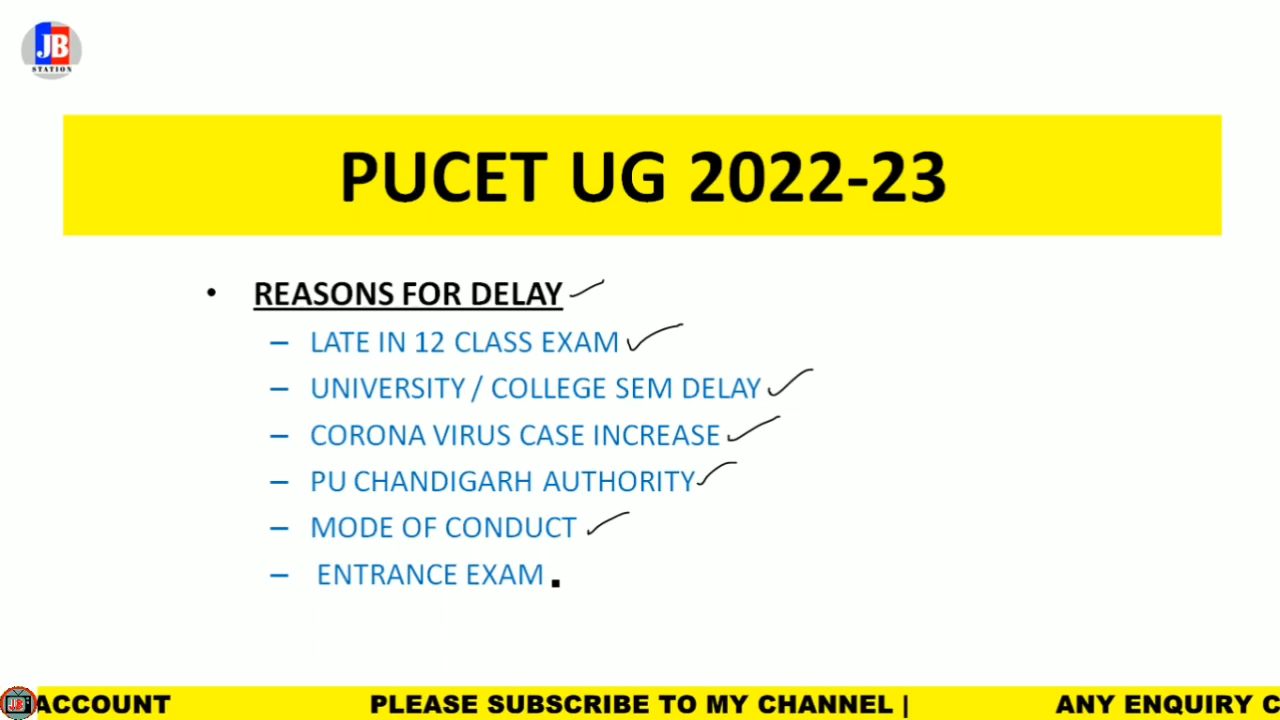 JB
STATION
PUCET UG 2022-23
• REASONS FOR DELAY
– LATE IN 12 CLASS EXAM
– UNIVERSITY / COLLEGE SEM DELAY
– CORONA VIRUS CASE INCREASE
– PU CHANDIGARH AUTHORITY
– MODE OF CONDUCT
– ENTRANCE EXAM
JB ACCOUNT PLEASE SUBSCRIBE TO MY CHANNEL | ANY ENQUIRY C